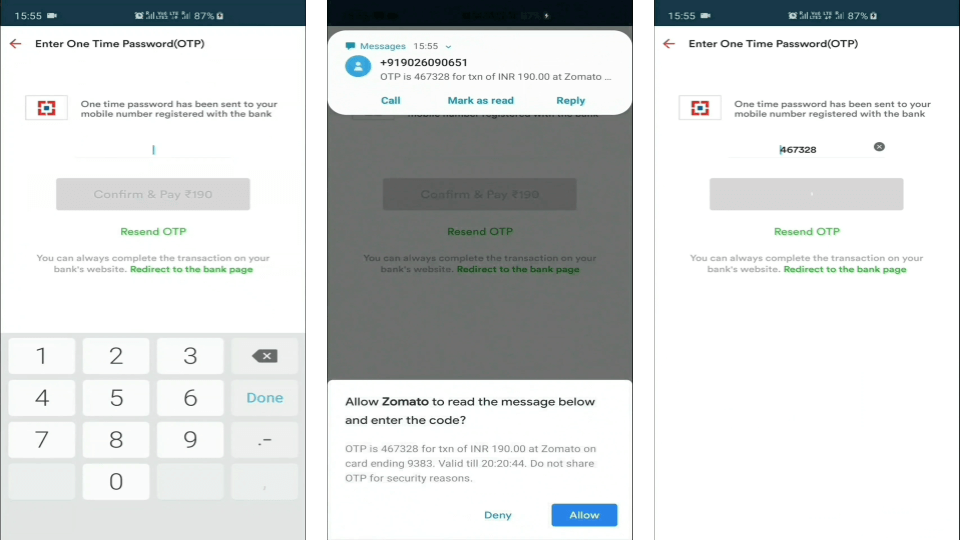 15:55
87%
Enter One Time Password(OTP)
One time password has been sent to your
mobile number registered with the bank
Confirm & Pay ₹190
Resend OTP
You can always complete the transaction on your
bank's website. Redirect to the bank page
1 2 3
4 5 6 Done
7 8 9 .-
0 ,
87%
Messages 15:55
+919026090651
OTP is 467328 for txn of INR 190.00 at Zomato ...
Call Mark as read Reply
mobile number registered with the bank
Confirm & Pay ₹190
Resend OTP
You can always complete the transaction on your
bank's website. Redirect to the bank page
Allow Zomato to read the message below
and enter the code?
OTP is 467328 for txn of INR 190.00 at Zomato on
card ending 9383. Valid till 20:20:44. Do not share
OTP for security reasons.
Deny Allow
15:55
87%
Enter One Time Password(OTP)
One time password has been sent to your
mobile number registered with the bank
467328
Resend OTP
You can always complete the transaction on your
bank's website. Redirect to the bank page